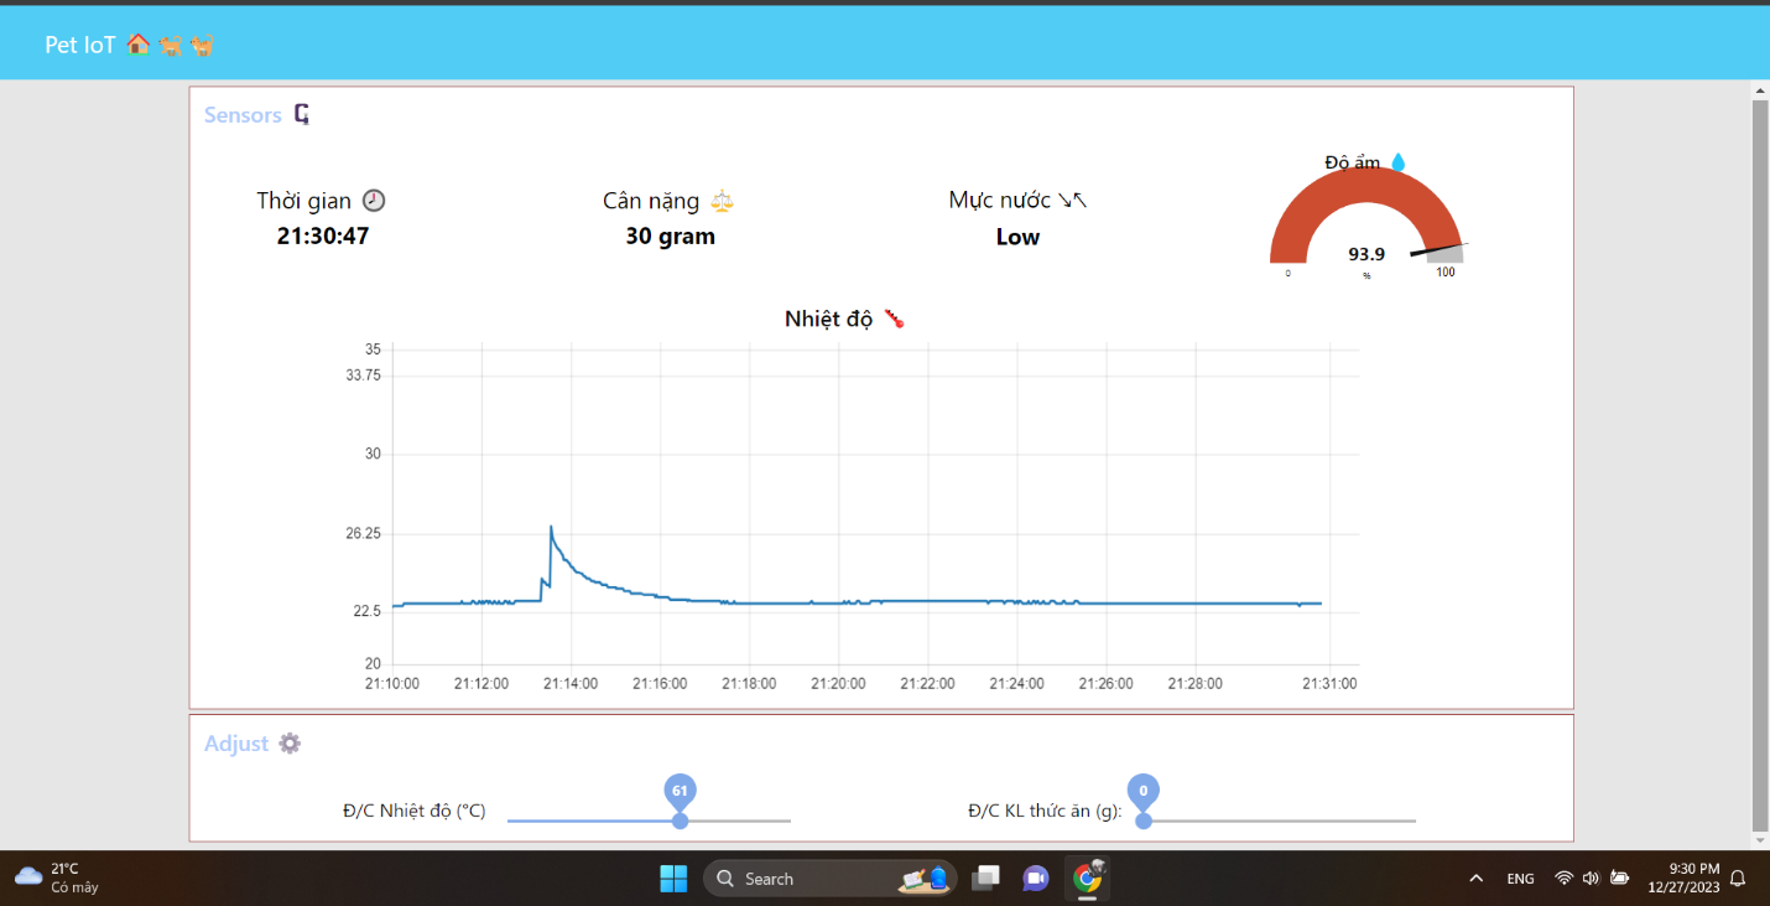 Pet IoT 🏠 🐕 🐈
Sensors
Thời gian 🕗
21:30:47
Cân nặng ⚖️
30 gram
Mực nước ↘↖
Low
Độ ẩm 💧
93.9
%
0
100
Nhiệt độ 🌡️
35
33.75
30
26.25
22.5
20
21:10:00 21:12:00 21:14:00 21:16:00 21:18:00 21:20:00 21:22:00 21:24:00 21:26:00 21:28:00 21:31:00
Adjust ⚙️
61
Đ/C Nhiệt độ (°C)
0
Đ/C KL thức ăn (g):
21°C
Có mây
Search
ENG
9:30 PM
12/27/2023